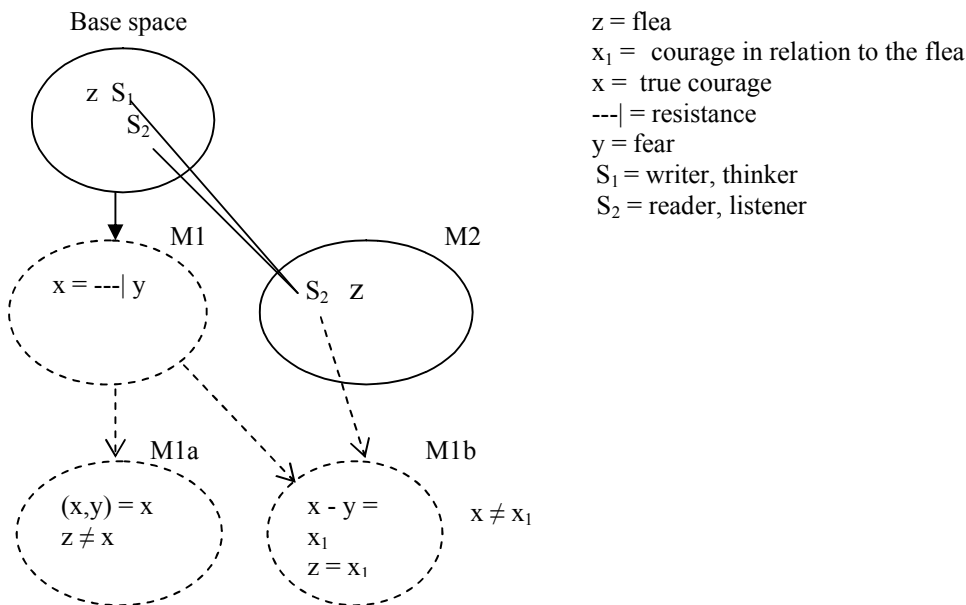 Base space
z S₁
S₂
M1
x = ---| y
M2
S₂ z
M1a
(x,y) = x
z ≠ x
M1b
x - y =
x₁
z = x₁
x ≠ x₁
z = flea
x₁ = courage in relation to the flea
x = true courage
---| = resistance
y = fear
S₁ = writer, thinker
S₂ = reader, listener